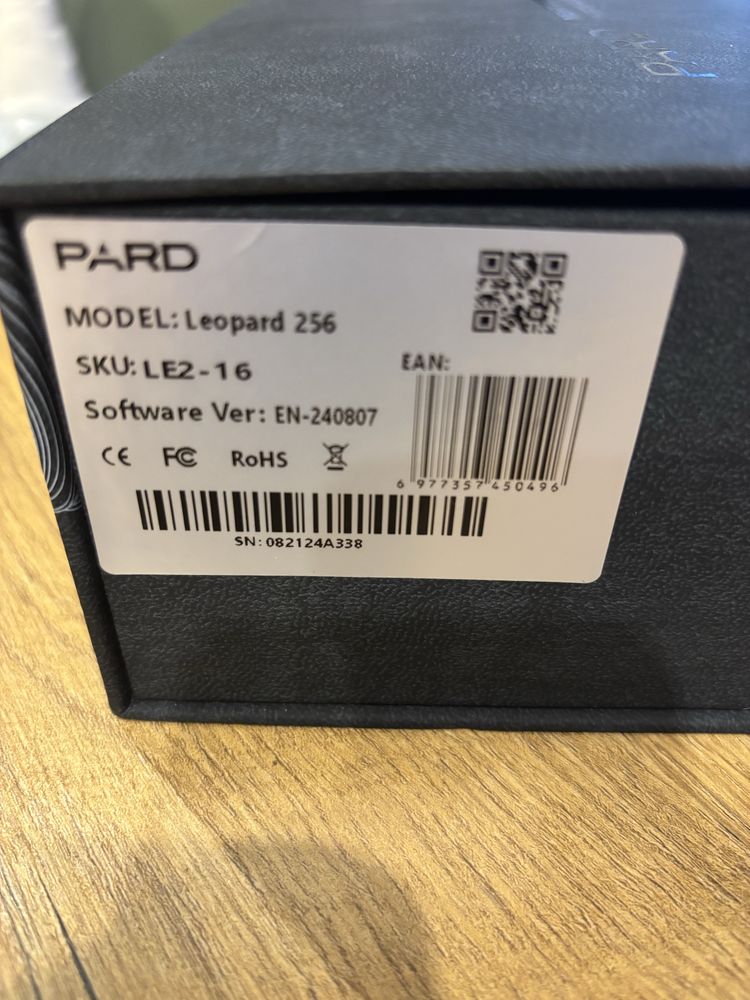 PARD
MODEL: Leopard 256
SKU: LE2-16
EAN:
Software Ver: EN-240807
CE FC RoHS
6 977357 450496
SN: 082124A338